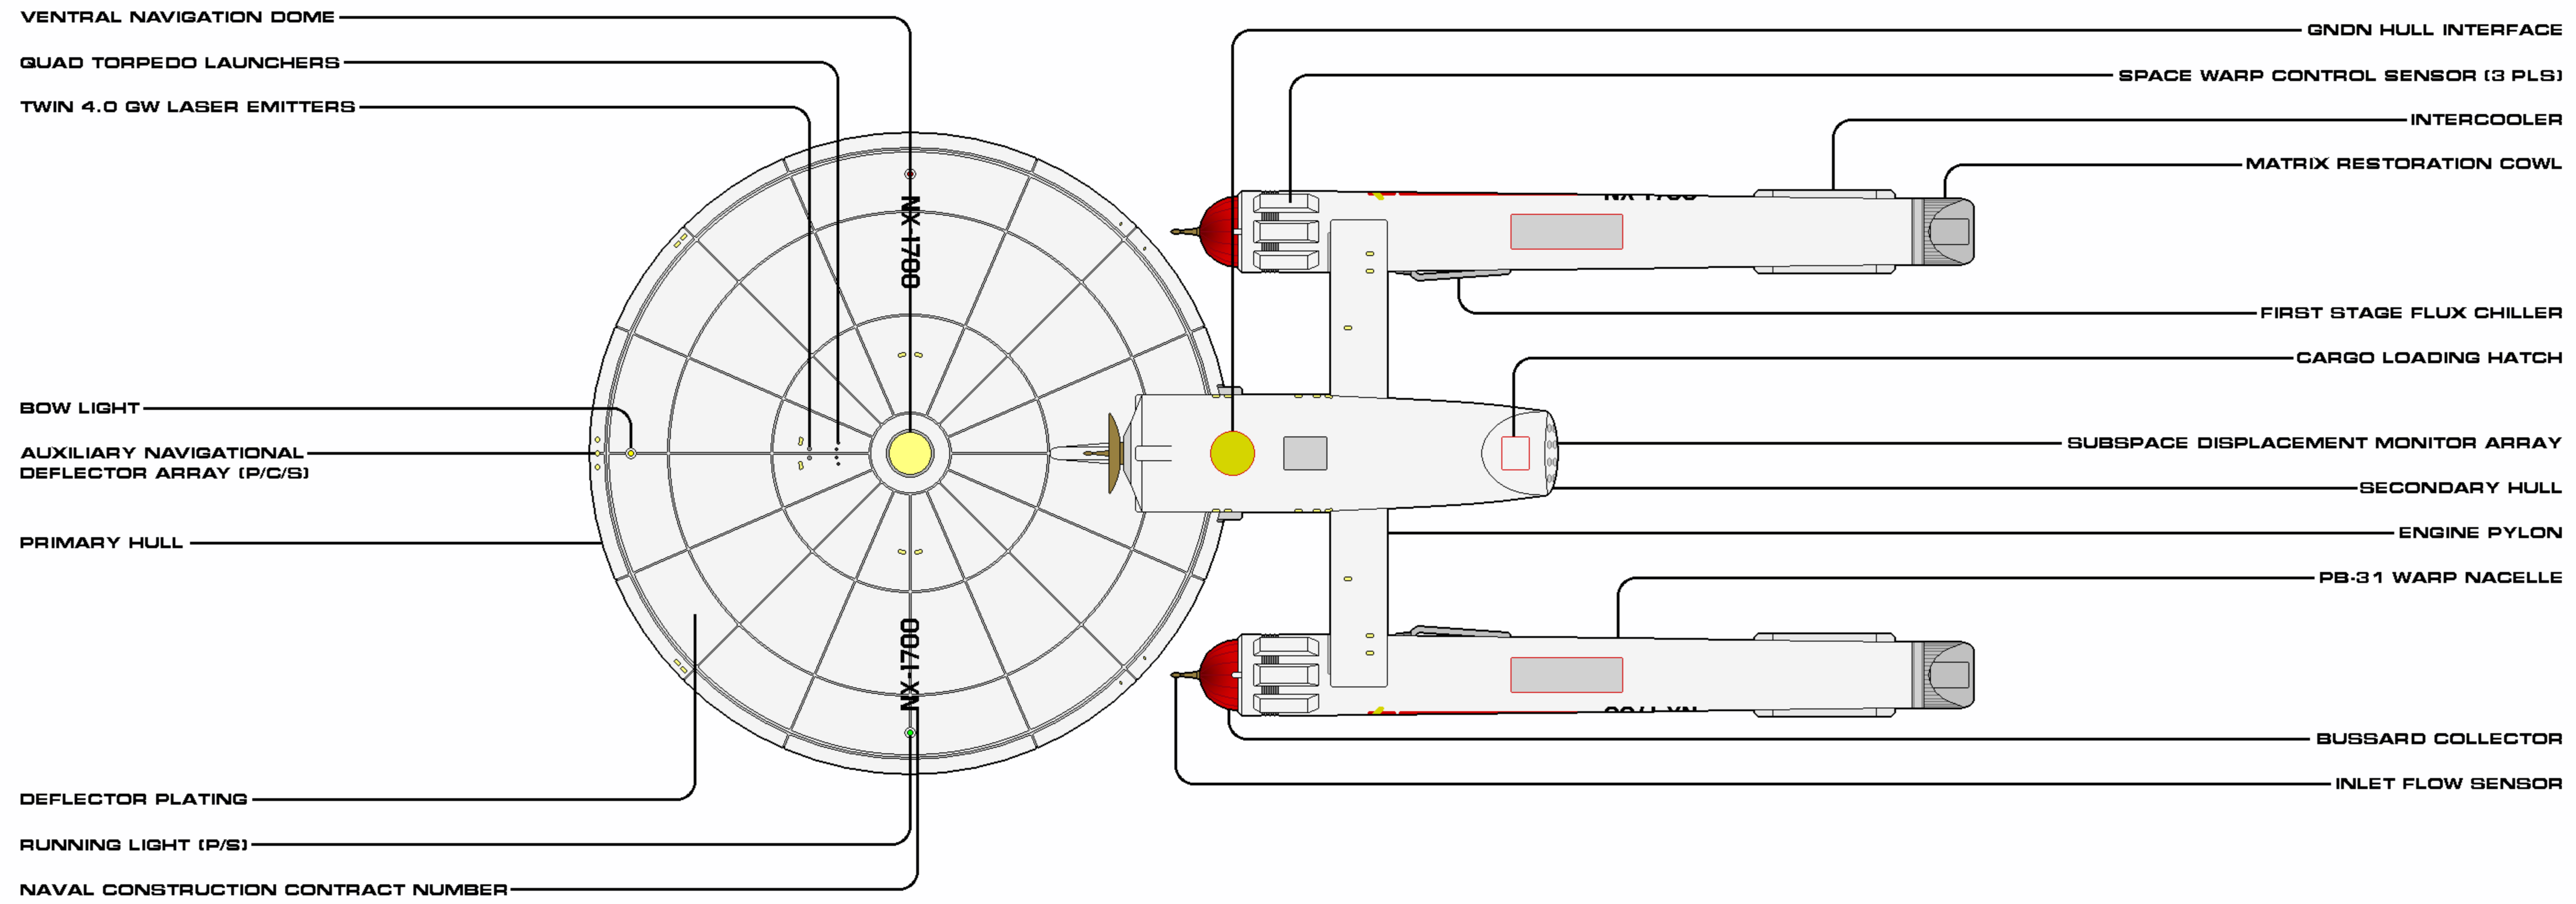 VENTRAL NAVIGATION DOME
QUAD TORPEDO LAUNCHERS
TWIN 4.0 GW LASER EMITTERS
BOW LIGHT
AUXILIARY NAVIGATIONAL
DEFLECTOR ARRAY (P/C/S)
PRIMARY HULL
DEFLECTOR PLATING
RUNNING LIGHT (P/S)
NAVAL CONSTRUCTION CONTRACT NUMBER
NX-1700
NX-1700
GNDN HULL INTERFACE
SPACE WARP CONTROL SENSOR (3 PLS)
INTERCOOLER
MATRIX RESTORATION COWL
FIRST STAGE FLUX CHILLER
CARGO LOADING HATCH
SUBSPACE DISPLACEMENT MONITOR ARRAY
SECONDARY HULL
ENGINE PYLON
PB-31 WARP NACELLE
BUSSARD COLLECTOR
INLET FLOW SENSOR